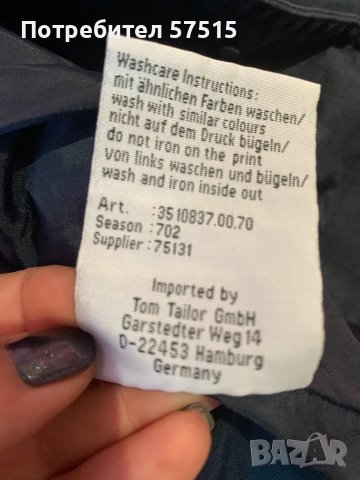 Потребител 57515
Washcare Instructions:
mit ähnlichen Farben waschen/
wash with similar colours
nicht auf dem Druck bügeln/
do not iron on the print
von links waschen und bügeln/
wash and iron inside out
Art. :3510837.00.70
Season :702
Supplier :75131
Imported by
Tom Tailor GmbH
Garstedter Weg 14
D-22453 Hamburg
Germany
BAZAR